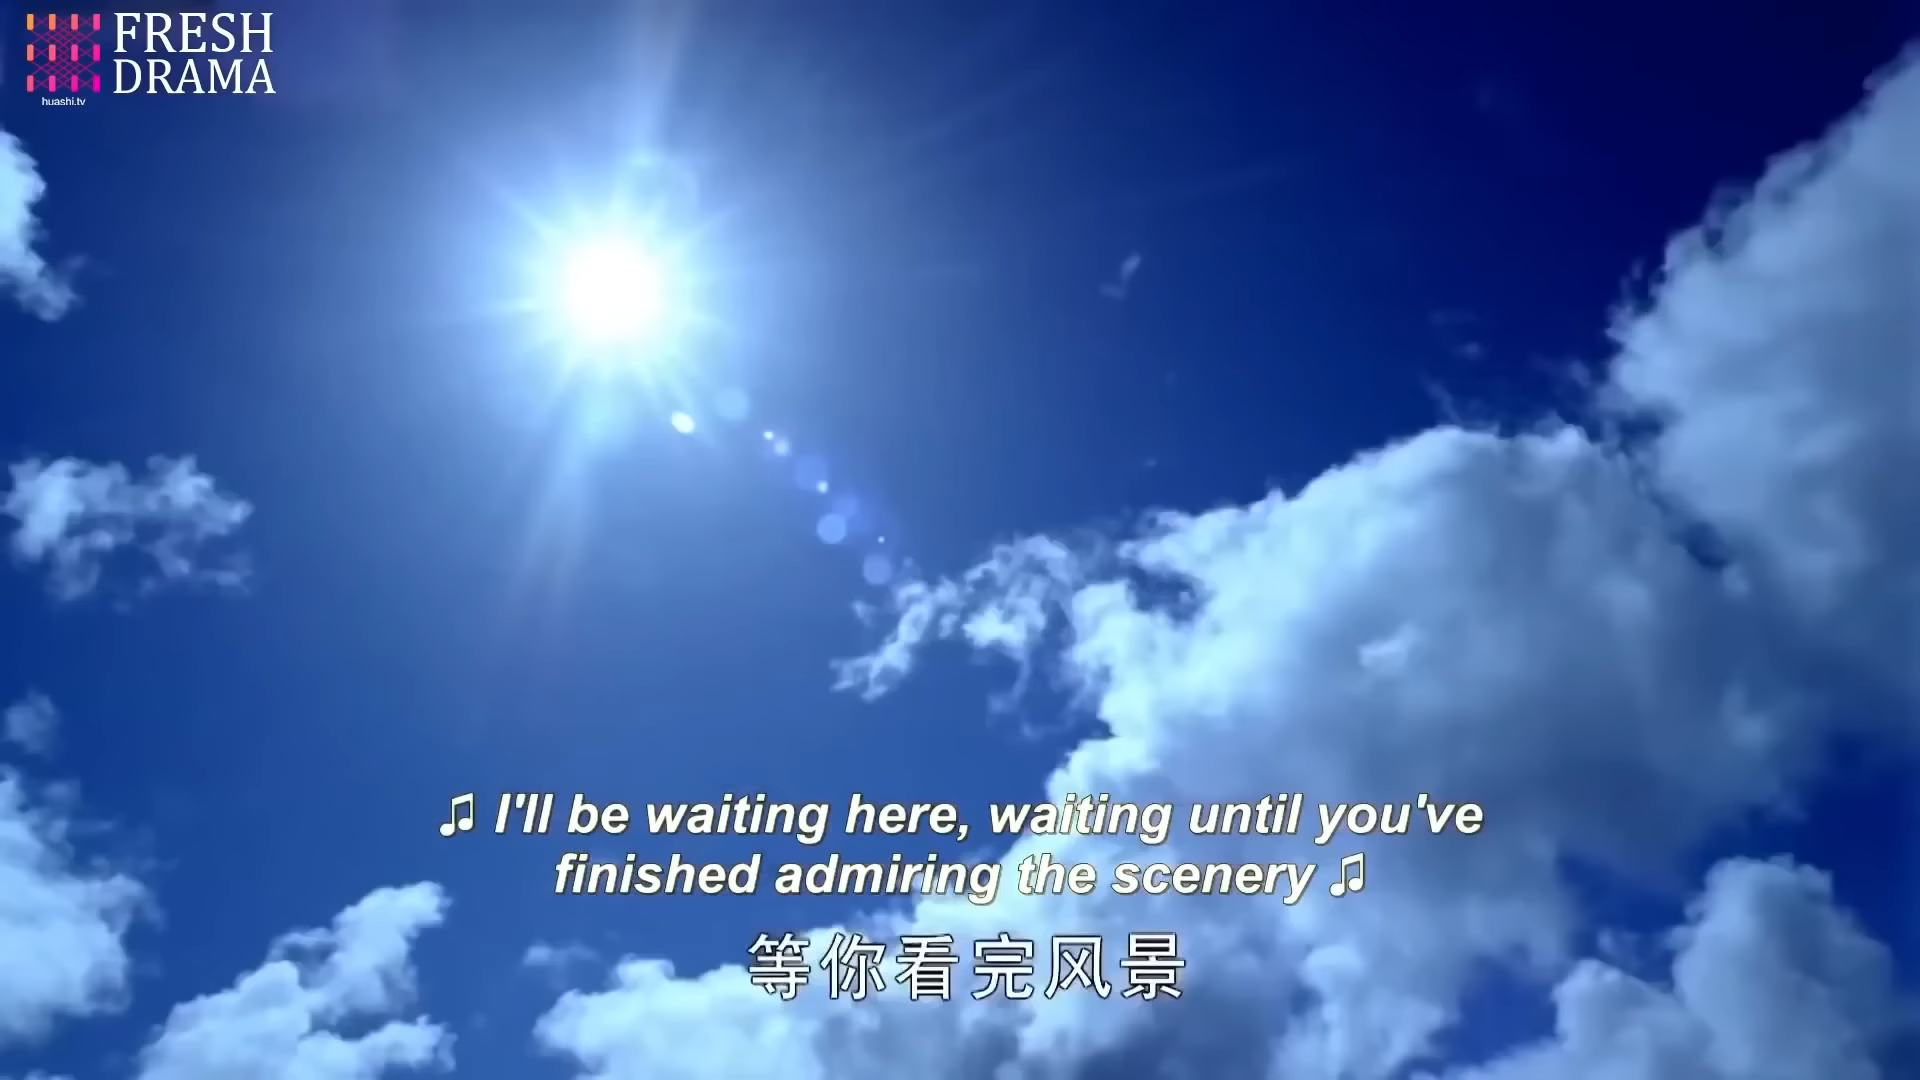 FRESH
DRAMA
huashi.tv
♫ I'll be waiting here, waiting until you've
finished admiring the scenery ♫
等你看完风景